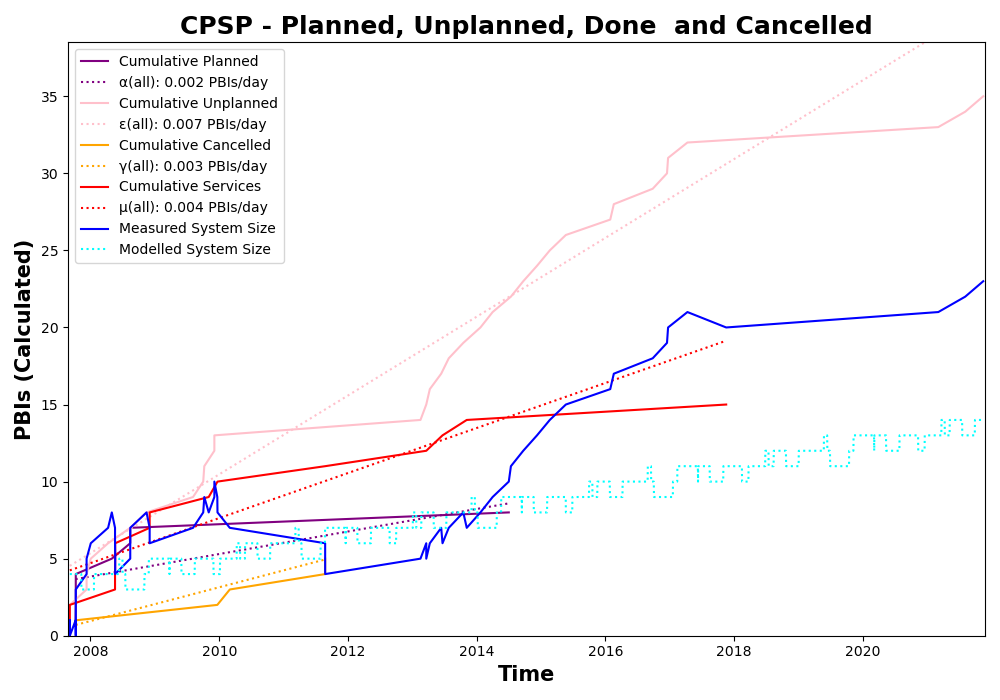 CPSP - Planned, Unplanned, Done  and Cancelled
Cumulative Planned
α(all): 0.002 PBIs/day
Cumulative Unplanned
ε(all): 0.007 PBIs/day
Cumulative Cancelled
γ(all): 0.003 PBIs/day
Cumulative Services
μ(all): 0.004 PBIs/day
Measured System Size
Modelled System Size
PBIs (Calculated)
35
30
25
20
15
10
5
0
2008 2010 2012 2014 2016 2018 2020
Time